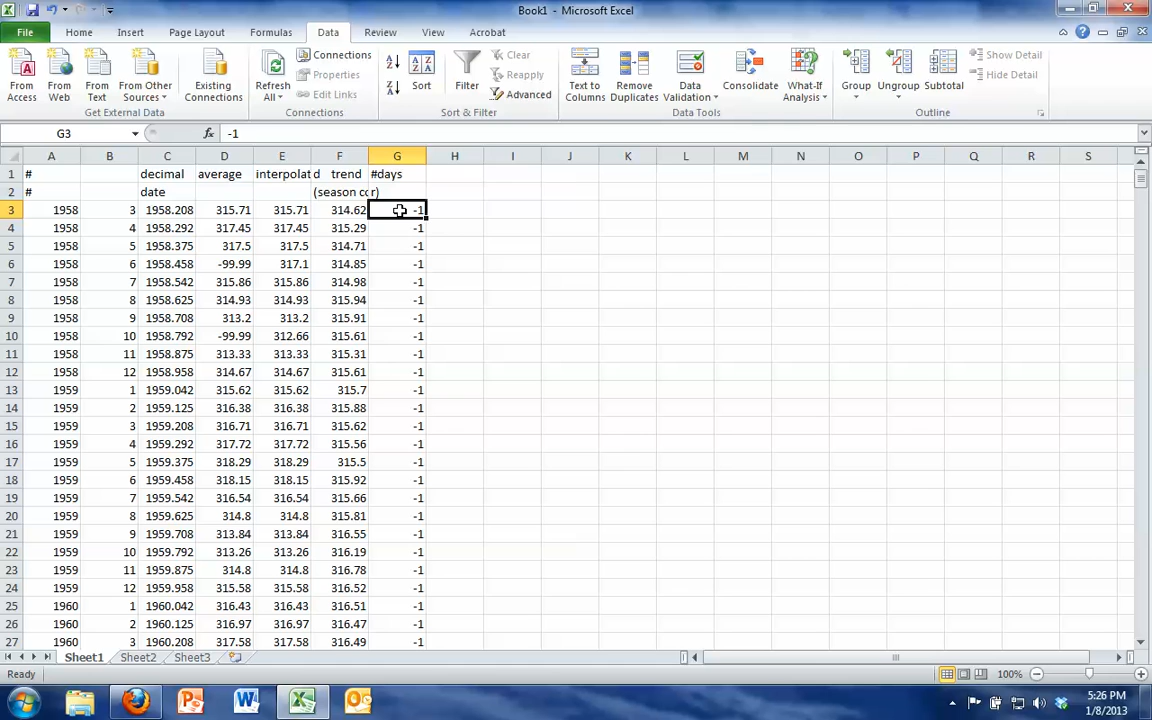 Book1 - Microsoft Excel
File Home Insert Page Layout Formulas Data Review View Acrobat
From Access From Web From Text From Other Sources Existing Connections
Get External Data
Refresh All Connections Properties Edit Links
Connections
Sort Filter Clear Reapply Advanced
Sort & Filter
Text to Columns Remove Duplicates Data Validation Consolidate What-If Analysis
Data Tools
Group Ungroup Subtotal Show Detail Hide Detail
Outline
G3 fx -1
A B C D E F G H I J K L M N O P Q R S
1 # decimal average interpolat d trend #days
2 # date (season co r)
3 1958 3 1958.208 315.71 315.71 314.62 -1
4 1958 4 1958.292 317.45 317.45 315.29 -1
5 1958 5 1958.375 317.5 317.5 314.71 -1
6 1958 6 1958.458 -99.99 317.1 314.85 -1
7 1958 7 1958.542 315.86 315.86 314.98 -1
8 1958 8 1958.625 314.93 314.93 315.94 -1
9 1958 9 1958.708 313.2 313.2 315.91 -1
10 1958 10 1958.792 -99.99 312.66 315.61 -1
11 1958 11 1958.875 313.33 313.33 315.31 -1
12 1958 12 1958.958 314.67 314.67 315.61 -1
13 1959 1 1959.042 315.62 315.62 315.7 -1
14 1959 2 1959.125 316.38 316.38 315.88 -1
15 1959 3 1959.208 316.71 316.71 315.62 -1
16 1959 4 1959.292 317.72 317.72 315.56 -1
17 1959 5 1959.375 318.29 318.29 315.5 -1
18 1959 6 1959.458 318.15 318.15 315.92 -1
19 1959 7 1959.542 316.54 316.54 315.66 -1
20 1959 8 1959.625 314.8 314.8 315.81 -1
21 1959 9 1959.708 313.84 313.84 316.55 -1
22 1959 10 1959.792 313.26 313.26 316.19 -1
23 1959 11 1959.875 314.8 314.8 316.78 -1
24 1959 12 1959.958 315.58 315.58 316.52 -1
25 1960 1 1960.042 316.43 316.43 316.51 -1
26 1960 2 1960.125 316.97 316.97 316.47 -1
27 1960 3 1960.208 317.58 317.58 316.49 -1
Sheet1 Sheet2 Sheet3
Ready 100%
5:26 PM
1/8/2013